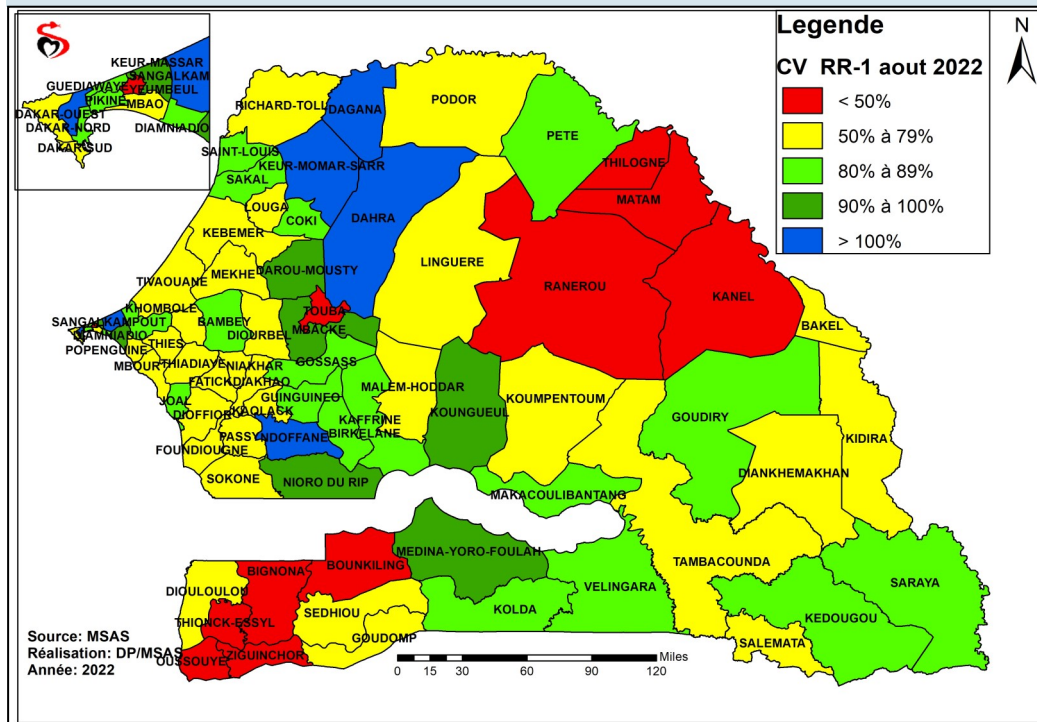 Legende
CV RR-1 aout 2022
< 50%
50% à 79%
80% à 89%
90% à 100%
> 100%
N
KEUR-MASSAR
SANGALKAM
GUEDIAWAYE
YEUMBEUL
PIKINE
MBAO
DAKAR-OUEST
DAKAR-NORD
DIAMNIADIO
DAKAR-SUD
RICHARD-TOLL
DAGANA
PODOR
PETE
SAINT-LOUIS
THILOGNE
KEUR-MOMAR-SARR
SAKAL
MATAM
LOUGA
COKI
DAHRA
KEBEMER
LINGUERE
MEKHE
DAROU-MOUSTY
TIVAOUANE
RANEROU
KANEL
KHOMBOLE
TOUBA
SANGALKAM
POUT
BAMBEY
MBACKE
BAKEL
DIAMNIADIO
DIOURBEL
THIES
POPENGUINE
GOSSASS
MBOUR
THIADIAYE
NIAKHAR
FATICK
DIAKHAO
MALEM-HODDAR
JOAL
GUINGUINEO
KOUMPENTOUM
DIOFFIOR
KAOLACK
KOUNGUEUL
GOUDIRY
KAFFRINE
BIRKELANE
PASSY
NDOFFANE
KIDIRA
FOUNDIOUGNE
DIANKHEMAKHAN
SOKONE
NIORO DU RIP
MAKACOULIBANTANG
MEDINA-YORO-FOULAH
BOUNKILING
TAMBACOUNDA
BIGNONA
SARAYA
DIOULOULOU
VELINGARA
SEDHIOU
KOLDA
KEDOUGOU
THIONCK-ESSYL
GOUDOMP
SALEMATA
OUSSOUYE
ZIGUINCHOR
Source: MSAS
Réalisation: DP/MSAS
Année: 2022
Miles
0 15 30 60 90 120